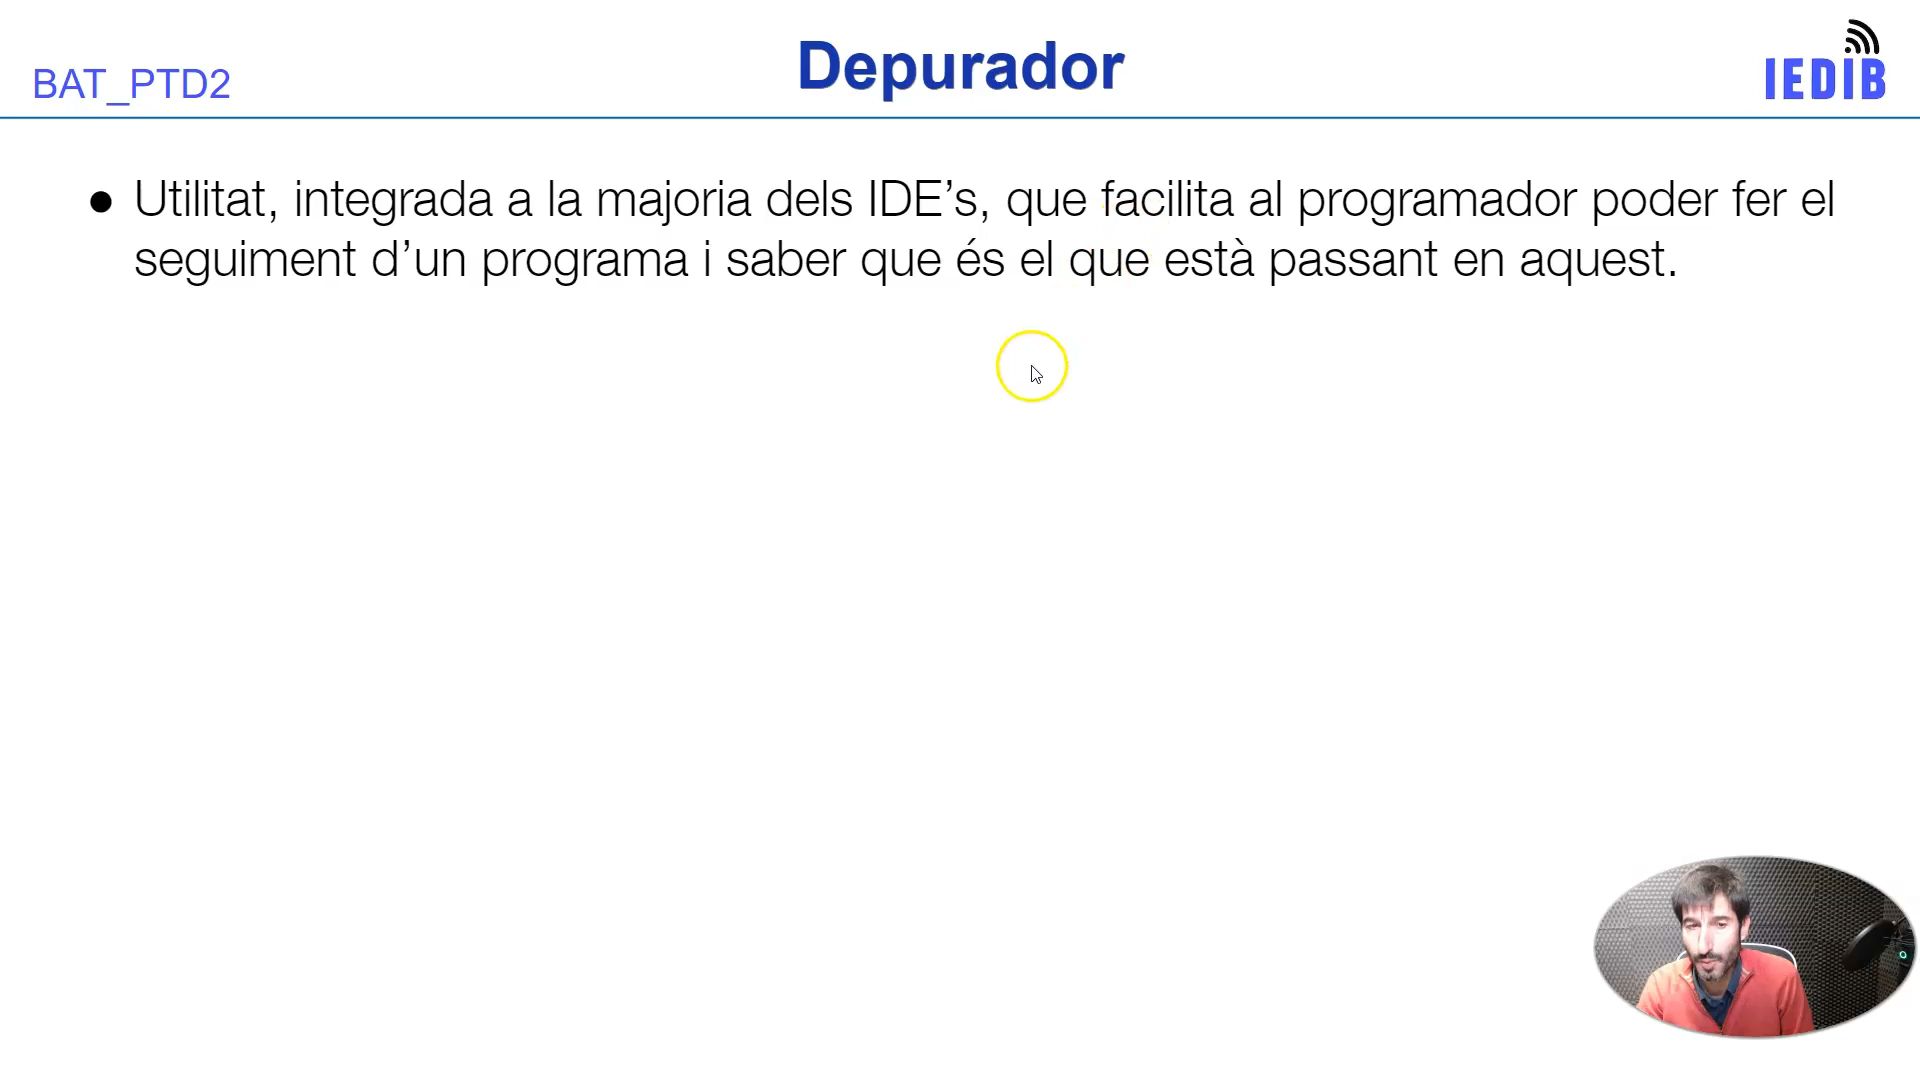 BAT_PTD2
Depurador
IEDIB
● Utilitat, integrada a la majoria dels IDE’s, que facilita al programador poder fer el
seguiment d’un programa i saber que és el que està passant en aquest.